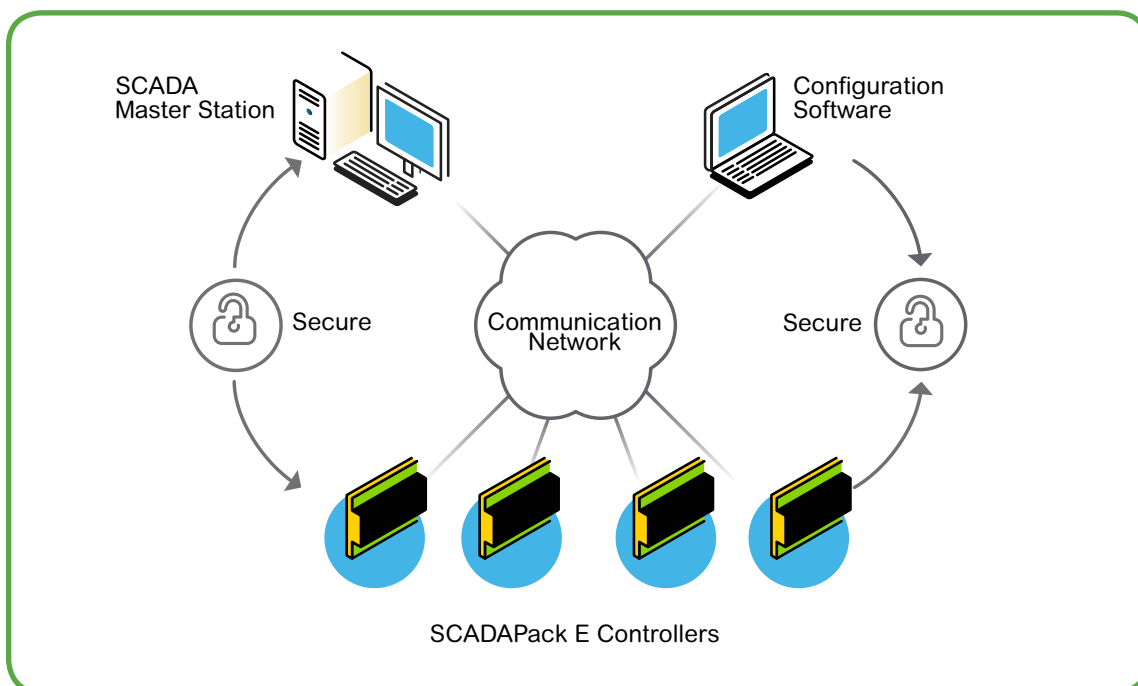 SCADA
Master Station
Configuration
Software
Secure
Communication
Network
Secure
SCADAPack E Controllers